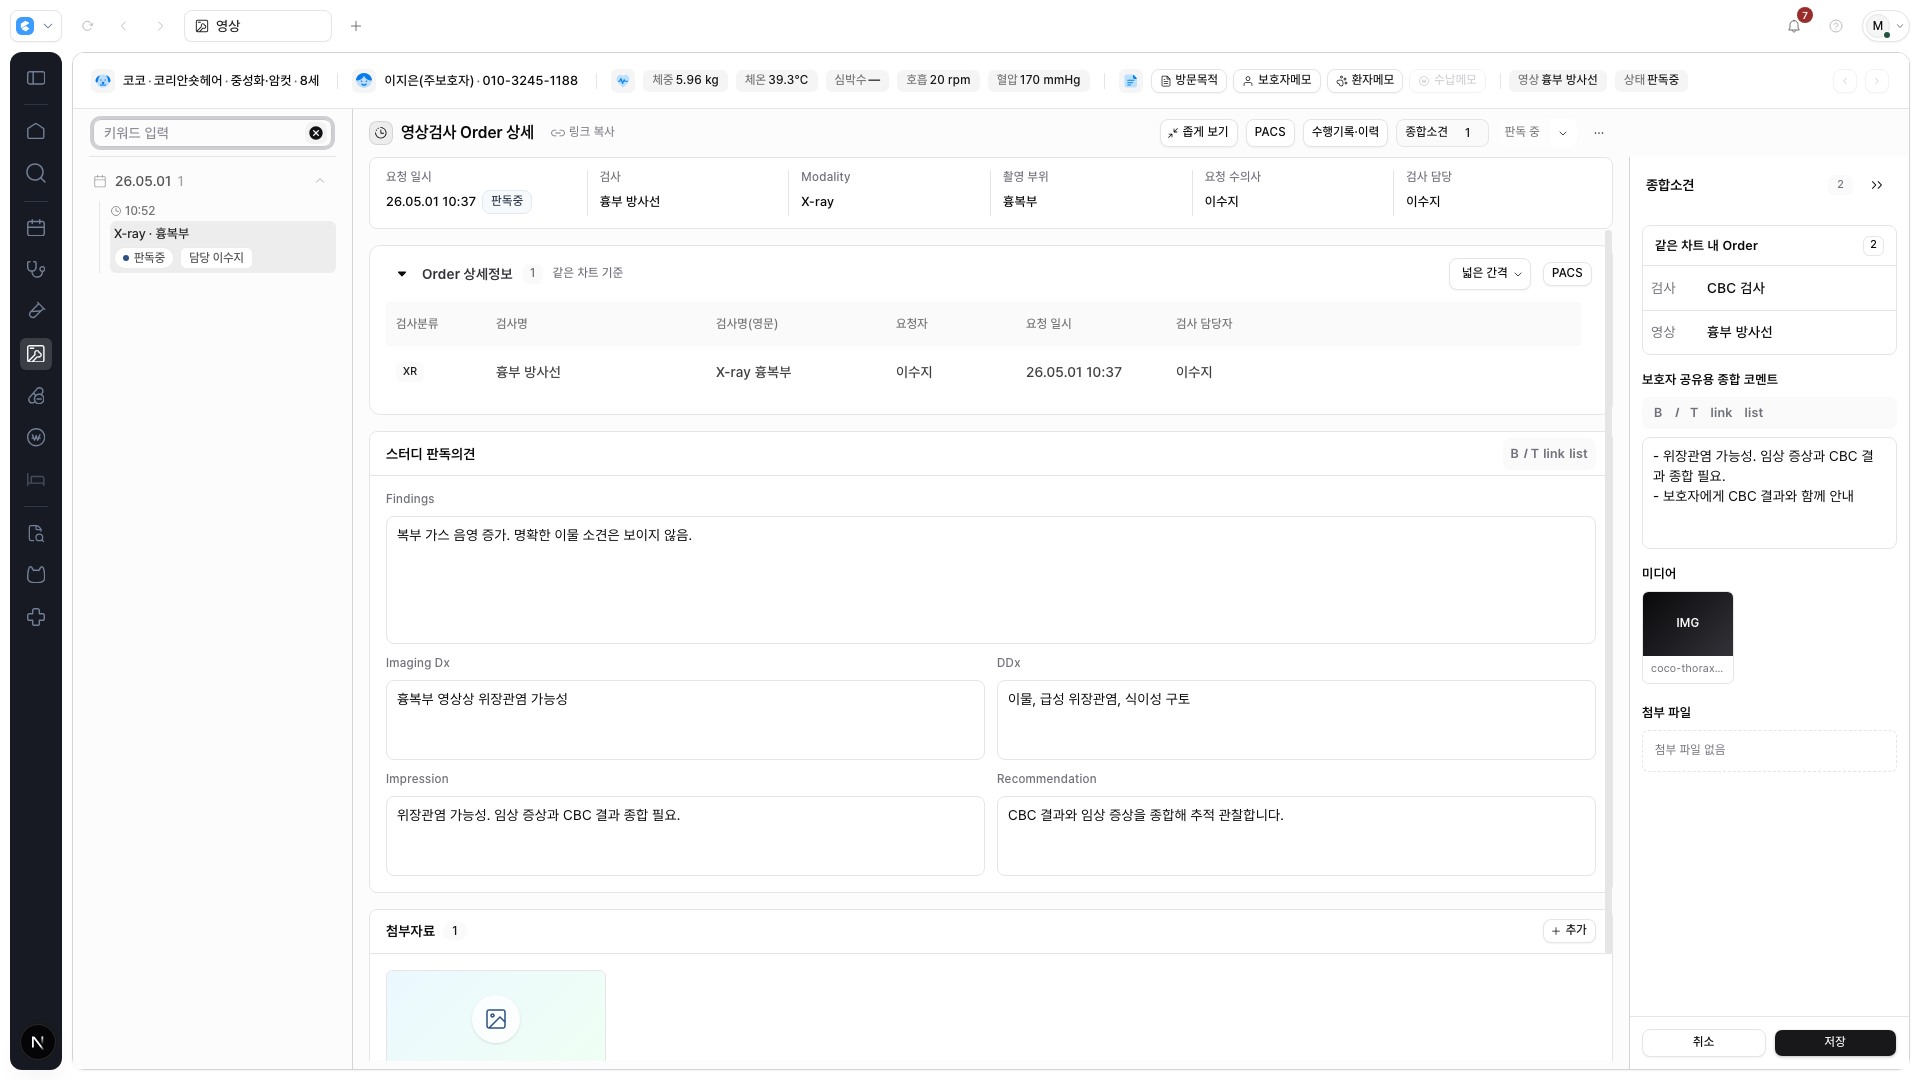 영상
7
M
코코 · 코리안숏헤어 · 중성화·암컷 · 8세
이지은(주보호자) · 010-3245-1188
체중 5.96 kg
체온 39.3°C
심박수 —
호흡 20 rpm
혈압 170 mmHg
방문목적
보호자메모
환자메모
수납메모
영상 흉부 방사선
상태 판독중
키워드 입력
26.05.01 1
10:52
X-ray · 흉복부
판독중
담당 이수지
영상검사 Order 상세
링크 복사
좁게 보기
PACS
수행기록·이력
종합소견 1
판독 중
요청 일시
26.05.01 10:37 판독중
검사
흉부 방사선
Modality
X-ray
촬영 부위
흉복부
요청 수의사
이수지
검사 담당
이수지
Order 상세정보 1 같은 차트 기준
넓은 간격
PACS
검사분류 검사명 검사명(영문) 요청자 요청 일시 검사 담당자
XR 흉부 방사선 X-ray 흉복부 이수지 26.05.01 10:37 이수지
스터디 판독의견
B I T link list
Findings
복부 가스 음영 증가. 명확한 이물 소견은 보이지 않음.
Imaging Dx
흉복부 영상상 위장관염 가능성
DDx
이물, 급성 위장관염, 식이성 구토
Impression
위장관염 가능성. 임상 증상과 CBC 결과 종합 필요.
Recommendation
CBC 결과와 임상 증상을 종합해 추적 관찰합니다.
첨부자료 1
+ 추가
종합소견
2
같은 차트 내 Order
2
검사 CBC 검사
영상 흉부 방사선
보호자 공유용 종합 코멘트
B I T link list
- 위장관염 가능성. 임상 증상과 CBC 결
과 종합 필요.
- 보호자에게 CBC 결과와 함께 안내
미디어
IMG
coco-thorax...
첨부 파일
첨부 파일 없음
취소
저장
N